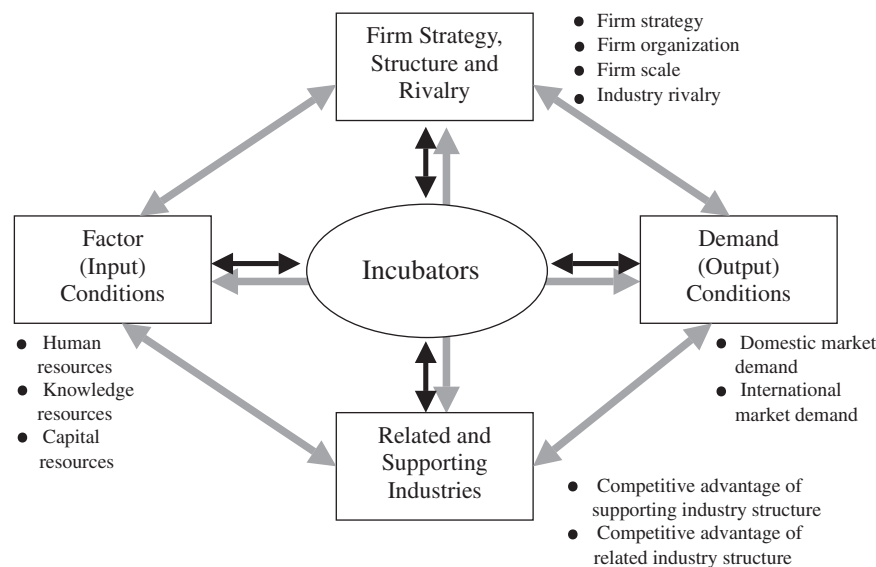 Firm Strategy,
Structure and
Rivalry
● Firm strategy
● Firm organization
● Firm scale
● Industry rivalry
Factor
(Input)
Conditions
● Human
resources
● Knowledge
resources
● Capital
resources
Incubators
Demand
(Output)
Conditions
● Domestic market
demand
● International
market demand
Related and
Supporting
Industries
● Competitive advantage of
supporting industry structure
● Competitive advantage of
related industry structure